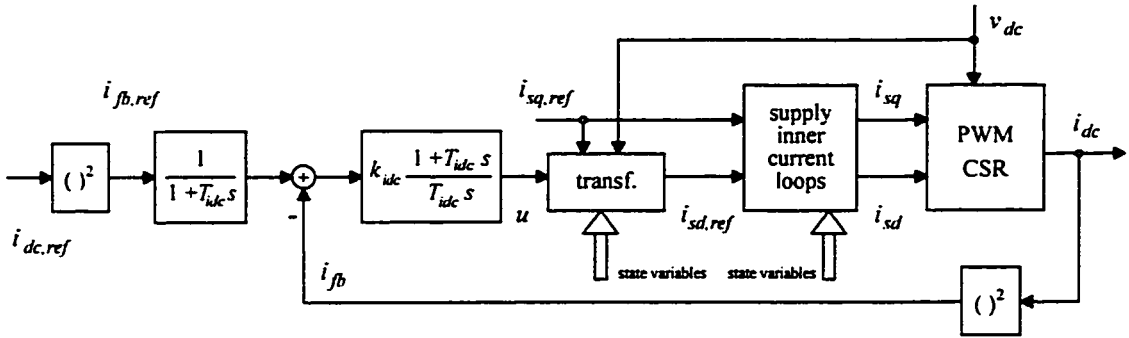 v_dc
i_fb,ref
i_sq,ref
supply
inner
current
loops
i_sq
PWM
CSR
i_dc
( )²
1
1+T_idc s
+
-
k_idc 1+T_idc s
T_idc s
transf.
i_dc,ref
u
i_sd,ref
i_sd
state variables
state variables
i_fb
( )²